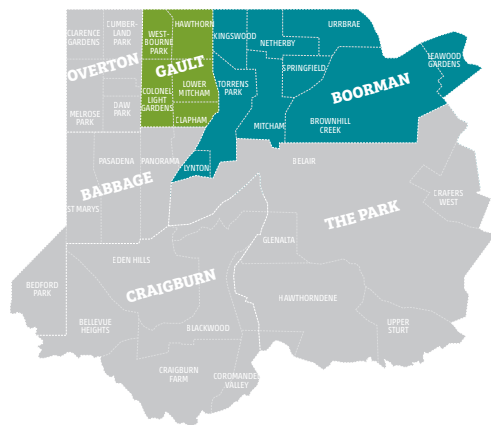 CUMBER-
LAND
PARK
HAWTHORN
CLARENCE
GARDENS
WEST-
BOURNE
PARK
KINGSWOOD
URRBRAE
NETHERBY
OVERTON
GAULT
SPRINGFIELD
LEAWOOD
GARDENS
BOORMAN
COLONEL
LIGHT
GARDENS
LOWER
MITCHAM
TORRENS
PARK
DAW
PARK
MELROSE
PARK
CLAPHAM
MITCHAM
BROWNHILL
CREEK
PASADENA
PANORAMA
LYNTON
BELAIR
BABBAGE
CRAFERS
WEST
ST MARYS
THE PARK
GLENALTA
EDEN HILLS
CRAIGBURN
BEDFORD
PARK
HAWTHORNDENE
BELLEVUE
HEIGHTS
BLACKWOOD
UPPER
STURT
CRAIGBURN
FARM
COROMANDEL
VALLEY